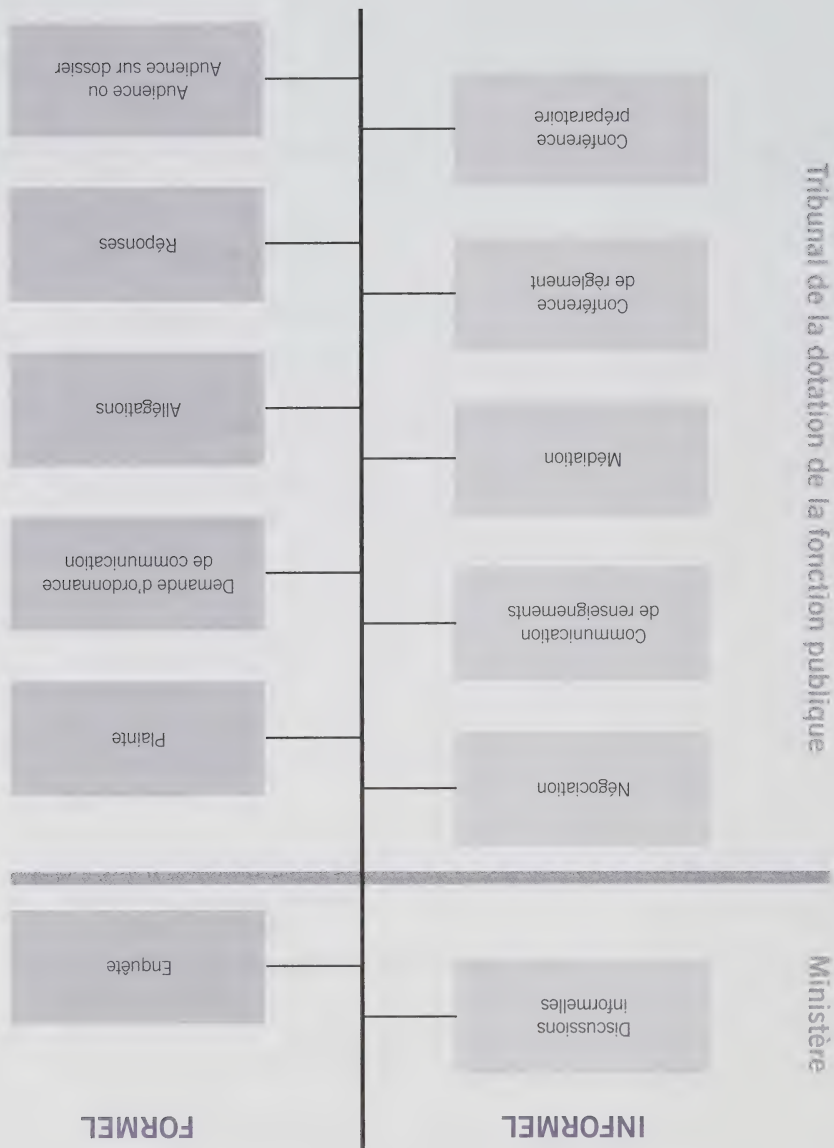 INFORMEL
FORMEL
Ministère
Discussions
informelles
Enquête
Tribunal de la dotation de la fonction publique
Négociation
Plainte
Communication
de renseignements
Demande d'ordonnance
de communication
Médiation
Allégations
Conférence
de règlement
Réponses
Conférence
préparatoire
Audience ou
Audience sur dossier